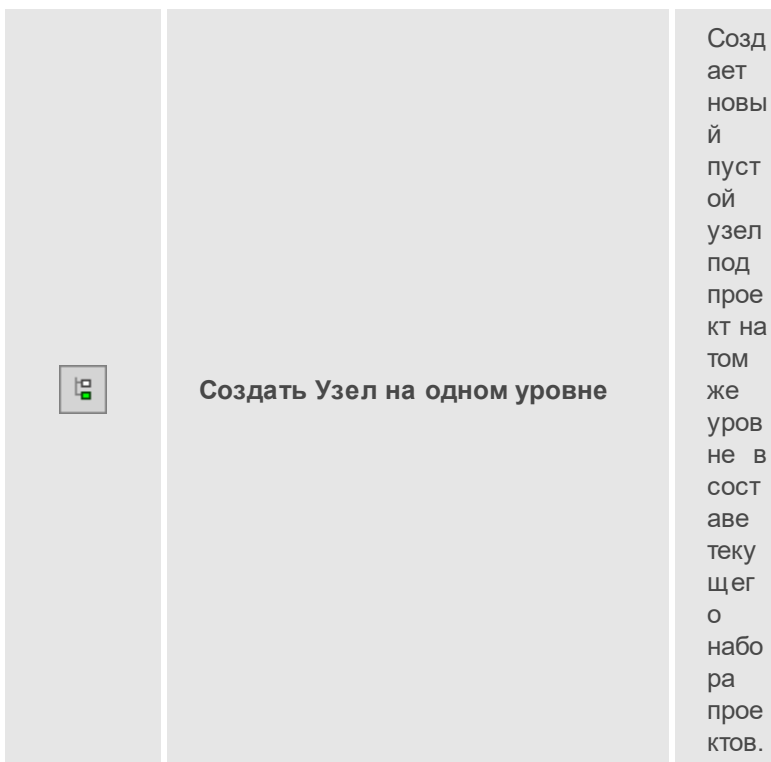 Создать Узел на одном уровне
Созд
ает
новы
й
пуст
ой
узел
под
прое
кт на
том
же
уров
не в
сост
аве
теку
щег
о
набо
ра
прое
ктов.